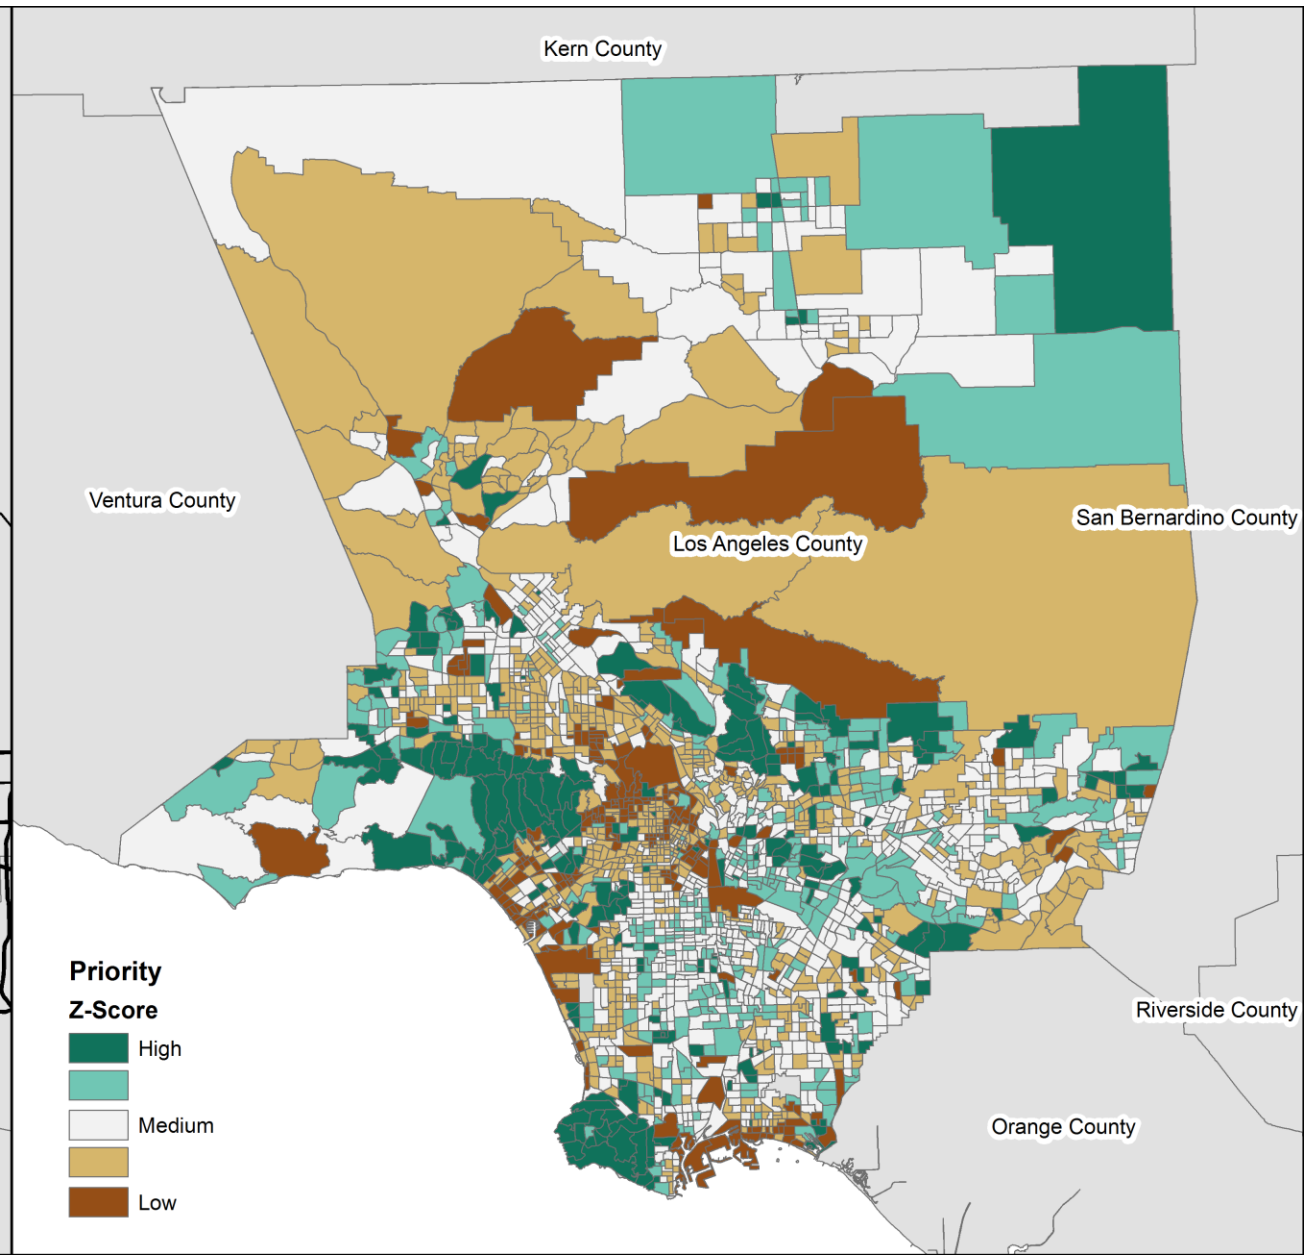 Kern County
Ventura County
San Bernardino County
Los Angeles County
Priority
Z-Score
High
Medium
Low
Riverside County
Orange County